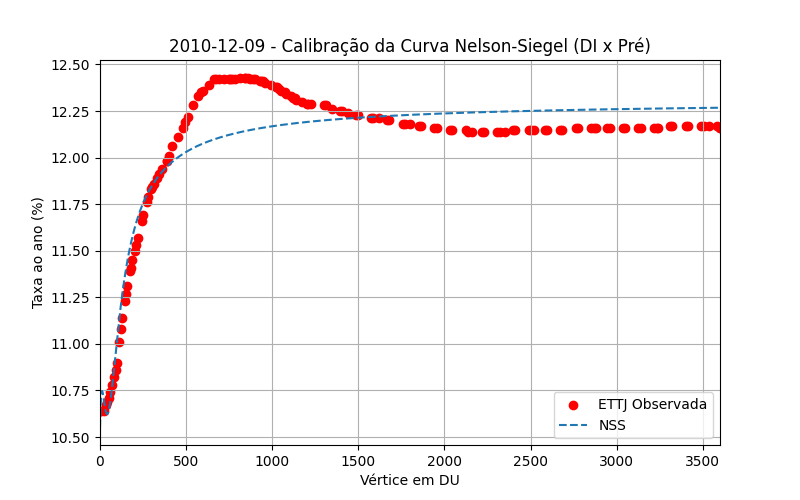 2010-12-09 - Calibração da Curva Nelson-Siegel (DI x Pré)
Taxa ao ano (%)
12.50
12.25
12.00
11.75
11.50
11.25
11.00
10.75
10.50
0 500 1000 1500 2000 2500 3000 3500
Vértice em DU
ETTJ Observada
NSS